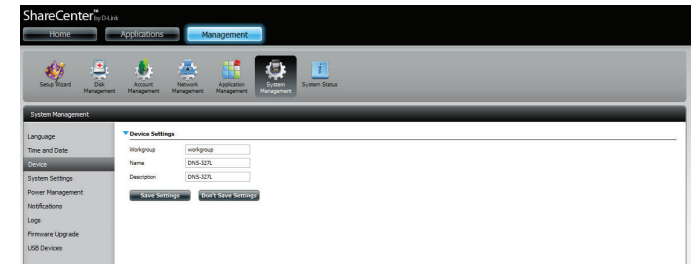 ShareCenter™ by D-Link
Home Applications Management
Setup Wizard Disk Management Account Management Network Management Application Management System Management System Status
System Management
Language
Time and Date
Device
System Settings
Power Management
Notifications
Logs
Firmware Upgrade
USB Devices
Device Settings
Workgroup workgroup
Name DNS-327L
Description DNS-327L
Save Settings Don't Save Settings